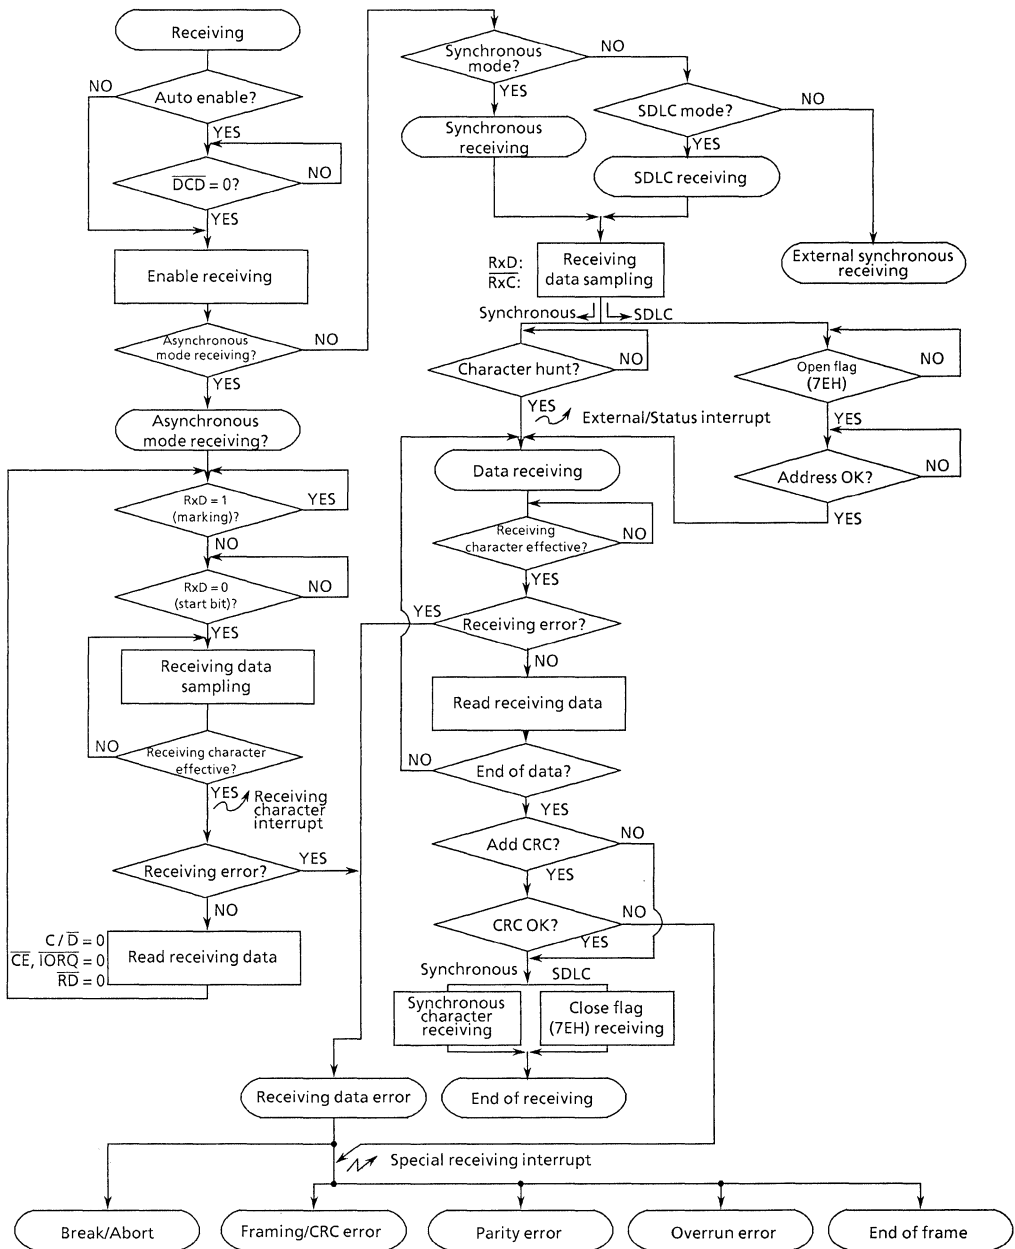 Receiving
Auto enable?
NO
YES
DCD = 0?
NO
YES
Enable receiving
Asynchronous
mode receiving?
NO
YES
Asynchronous
mode receiving?
RxD = 1
(marking)?
YES
NO
RxD = 0
(start bit)?
NO
YES
Receiving data
sampling
Receiving character
effective?
NO
YES
Receiving
character
interrupt
Receiving error?
YES
NO
C / D = 0
CE, IORQ = 0
RD = 0
Read receiving data
Synchronous
mode?
NO
YES
Synchronous
receiving
SDLC mode?
NO
YES
SDLC receiving
External synchronous
receiving
RxD:
RxC:
Receiving
data sampling
Synchronous
SDLC
Character hunt?
NO
YES
External/Status interrupt
Open flag
(7EH)
NO
YES
Address OK?
NO
YES
Data receiving
Receiving
character effective?
NO
YES
Receiving error?
YES
NO
Read receiving data
End of data?
NO
YES
Add CRC?
NO
YES
CRC OK?
NO
YES
Synchronous
SDLC
Synchronous
character
receiving
Close flag
(7EH) receiving
End of receiving
Receiving data error
Special receiving interrupt
Break/Abort
Framing/CRC error
Parity error
Overrun error
End of frame